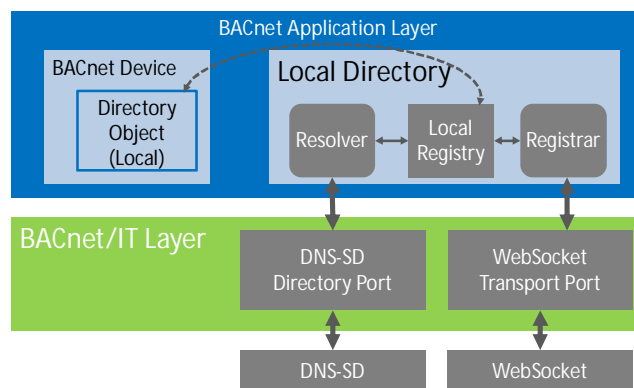 BACnet Application Layer
BACnet Device
Local Directory
Directory
Object
(Local)
Resolver
Local
Registry
Registrar
BACnet/IT Layer
DNS-SD
Directory Port
WebSocket
Transport Port
DNS-SD
WebSocket